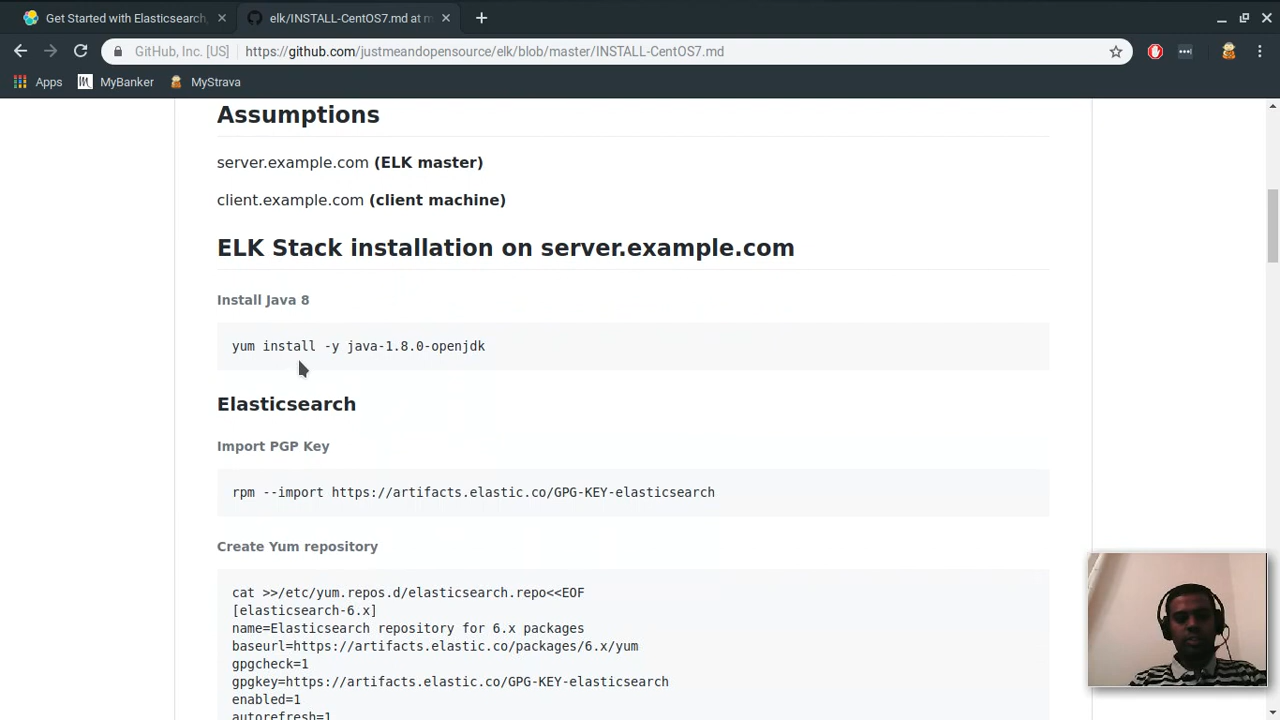 Get Started with Elasticsearch,
elk/INSTALL-CentOS7.md at m
GitHub, Inc. [US]
https://github.com/justmeandopensource/elk/blob/master/INSTALL-CentOS7.md
Apps
MyBanker
MyStrava
Assumptions
server.example.com (ELK master)
client.example.com (client machine)
ELK Stack installation on server.example.com
Install Java 8
yum install -y java-1.8.0-openjdk
Elasticsearch
Import PGP Key
rpm --import https://artifacts.elastic.co/GPG-KEY-elasticsearch
Create Yum repository
cat >>/etc/yum.repos.d/elasticsearch.repo<<EOF
[elasticsearch-6.x]
name=Elasticsearch repository for 6.x packages
baseurl=https://artifacts.elastic.co/packages/6.x/yum
gpgcheck=1
gpgkey=https://artifacts.elastic.co/GPG-KEY-elasticsearch
enabled=1
autorefresh=1